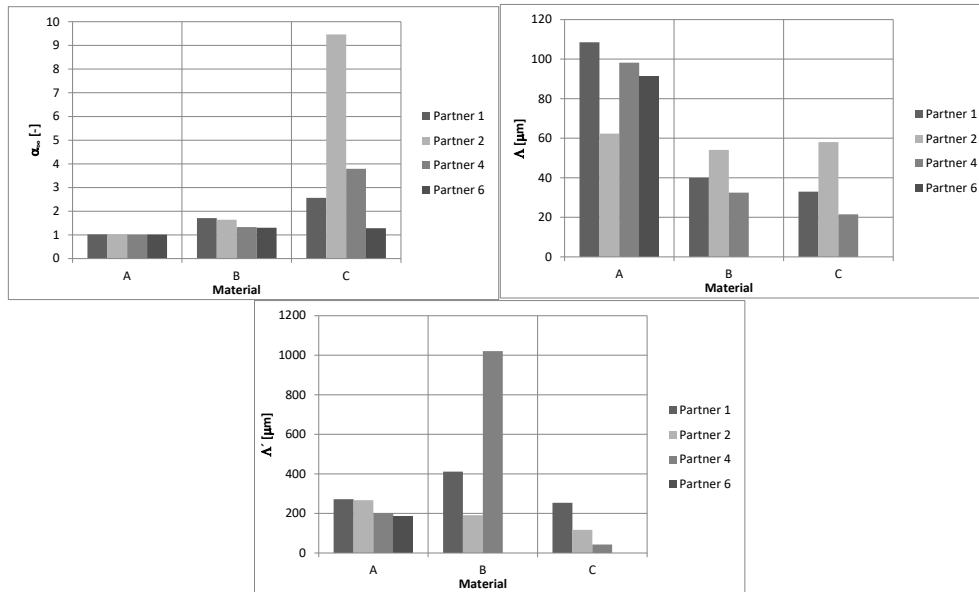 10
9
8
7
6
5
4
3
2
1
0
α∞ [-]
A B C
Material
Partner 1
Partner 2
Partner 4
Partner 6
120
100
80
60
40
20
0
Λ [μm]
A B C
Material
Partner 1
Partner 2
Partner 4
Partner 6
1200
1000
800
600
400
200
0
Λ´ [μm]
A B C
Material
Partner 1
Partner 2
Partner 4
Partner 6